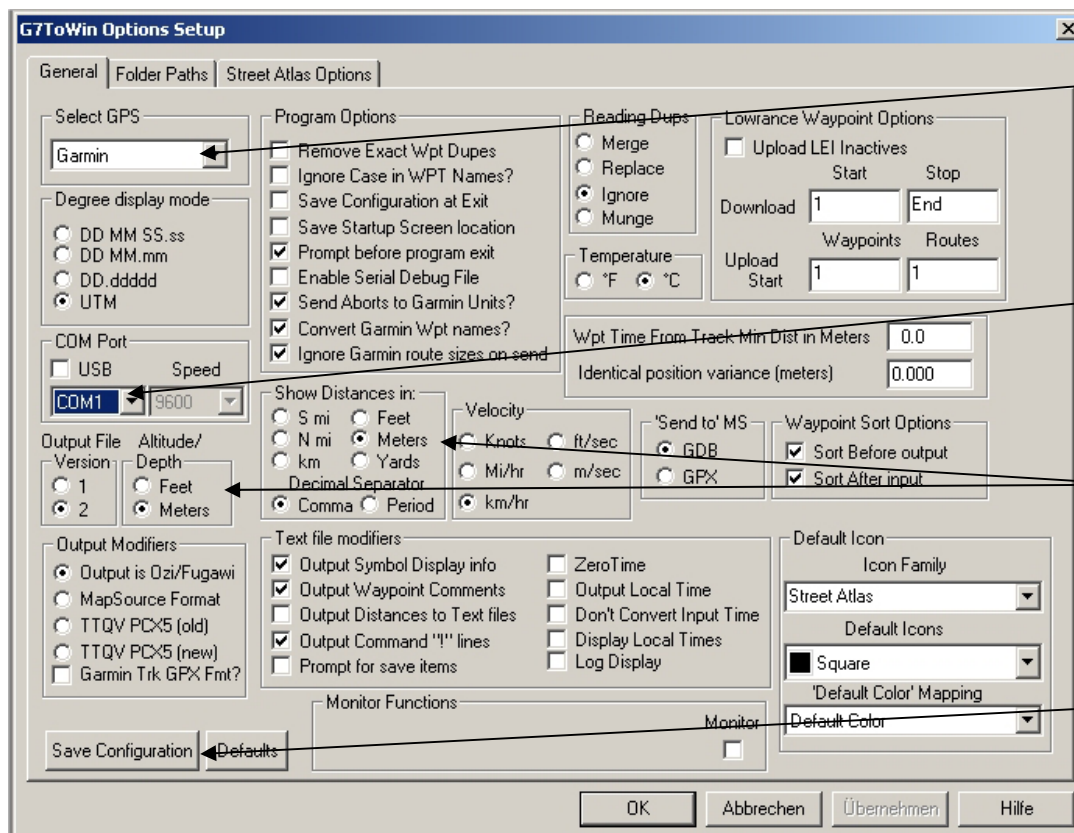 G7ToWin Options Setup
General
Folder Paths
Street Atlas Options
Select GPS
Garmin
Degree display mode
DD MM SS.ss
DD MM.mm
DD.ddddd
UTM
COM Port
USB
Speed
COM1
9600
Output File
Version
1
2
Altitude/
Depth
Feet
Meters
Output Modifiers
Output is Ozi/Fugawi
MapSource Format
TTQV PCX5 (old)
TTQV PCX5 (new)
Garmin Trk GPX Fmt?
Save Configuration
Defaults
Program Options
Remove Exact Wpt Dupes
Ignore Case in WPT Names?
Save Configuration at Exit
Save Startup Screen location
Prompt before program exit
Enable Serial Debug File
Send Aborts to Garmin Units?
Convert Garmin Wpt names?
Ignore Garmin route sizes on send
Show Distances in:
S mi
Feet
N mi
Meters
km
Yards
Decimal Separator
Comma
Period
Velocity
Knots
ft/sec
Mi/hr
m/sec
km/hr
Reading Dups
Merge
Replace
Ignore
Munge
Temperature
°F
°C
Lowrance Waypoint Options
Upload LEI Inactives
Start
Stop
Download
1
End
Waypoints
Routes
Upload
Start
1
1
Wpt Time From Track Min Dist in Meters
0.0
Identical position variance (meters)
0.000
'Send to' MS
GDB
GPX
Waypoint Sort Options
Sort Before output
Sort After input
Text file modifiers
Output Symbol Display info
Output Waypoint Comments
Output Distances to Text files
Output Command "!" lines
Prompt for save items
ZeroTime
Output Local Time
Don't Convert Input Time
Display Local Times
Log Display
Monitor Functions
Monitor
Default Icon
Icon Family
Street Atlas
Default Icons
Square
'Default Color' Mapping
Default Color
OK
Abbrechen
Übernehmen
Hilfe